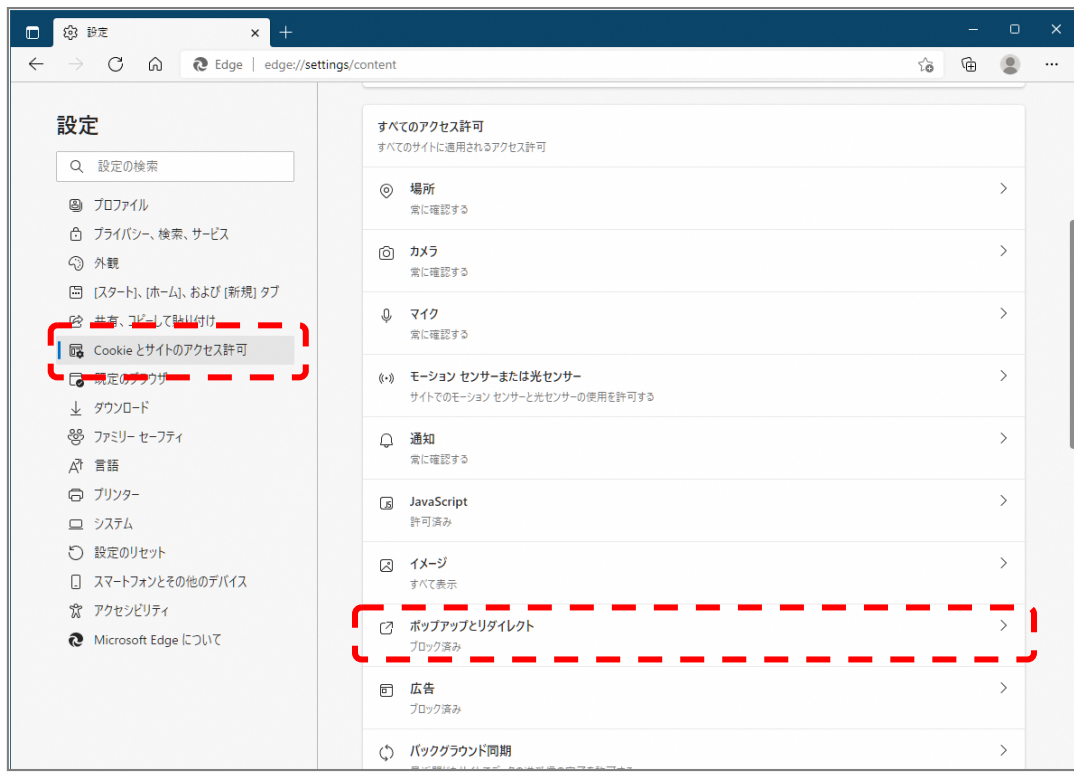 設定
Edge edge://settings/content
設定
設定の検索
プロファイル
プライバシー、検索、サービス
外観
[スタート]、[ホーム]、および [新規] タブ
共有、コピーして貼り付け
Cookie とサイトのアクセス許可
既定のブラウザー
ダウンロード
ファミリー セーフティ
言語
プリンター
システム
設定のリセット
スマートフォンとその他のデバイス
アクセシビリティ
Microsoft Edge について
すべてのアクセス許可
すべてのサイトに適用されるアクセス許可
場所
常に確認する
カメラ
常に確認する
マイク
常に確認する
モーション センサーまたは光センサー
サイトでのモーション センサーと光センサーの使用を許可する
通知
常に確認する
JavaScript
許可済み
イメージ
すべて表示
ポップアップとリダイレクト
ブロック済み
広告
ブロック済み
バックグラウンド同期